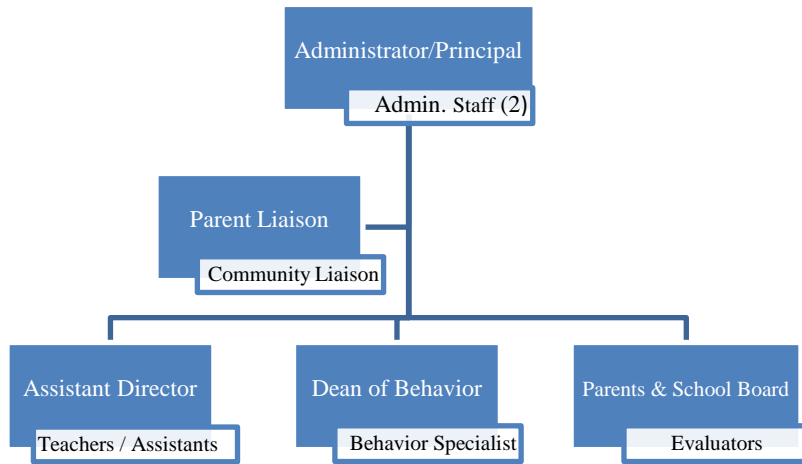 Administrator/Principal
Admin. Staff (2)
Parent Liaison
Community Liaison
Assistant Director
Teachers / Assistants
Dean of Behavior
Behavior Specialist
Parents & School Board
Evaluators